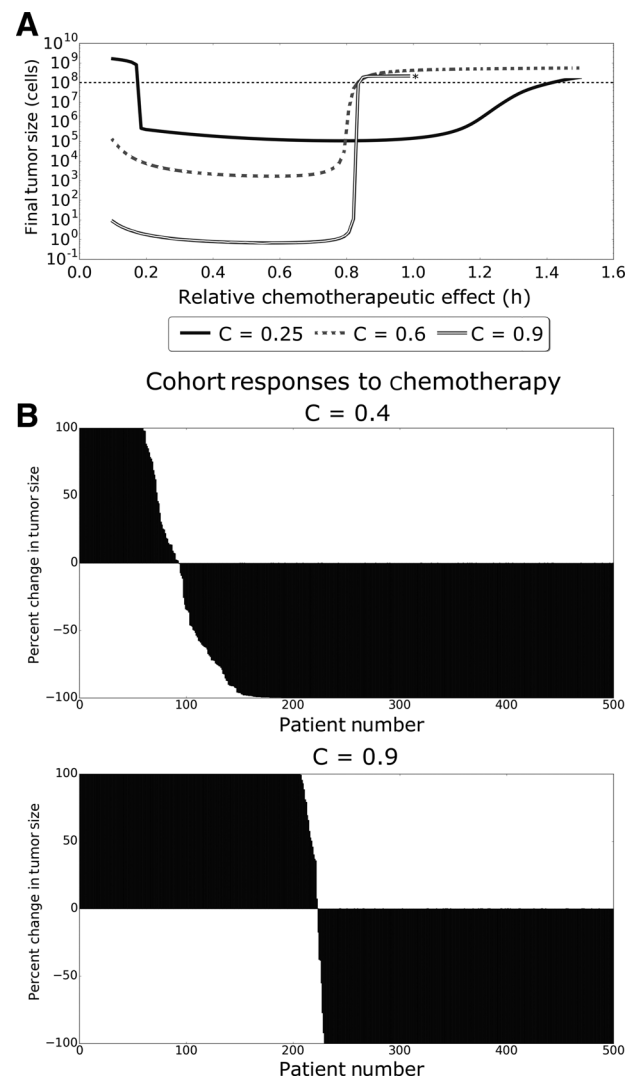 A
Final tumor size (cells)
10^10
10^9
10^8
10^7
10^6
10^5
10^4
10^3
10^2
10^1
10^0
10^-1
0.0 0.2 0.4 0.6 0.8 1.0 1.2 1.4 1.6
*
Relative chemotherapeutic effect (h)
C = 0.25 C = 0.6 C = 0.9
Cohort responses to chemotherapy
B
C = 0.4
Percent change in tumor size
100
50
0
−50
−100
0 100 200 300 400 500
Patient number
C = 0.9
Percent change in tumor size
100
50
0
−50
−100
0 100 200 300 400 500
Patient number